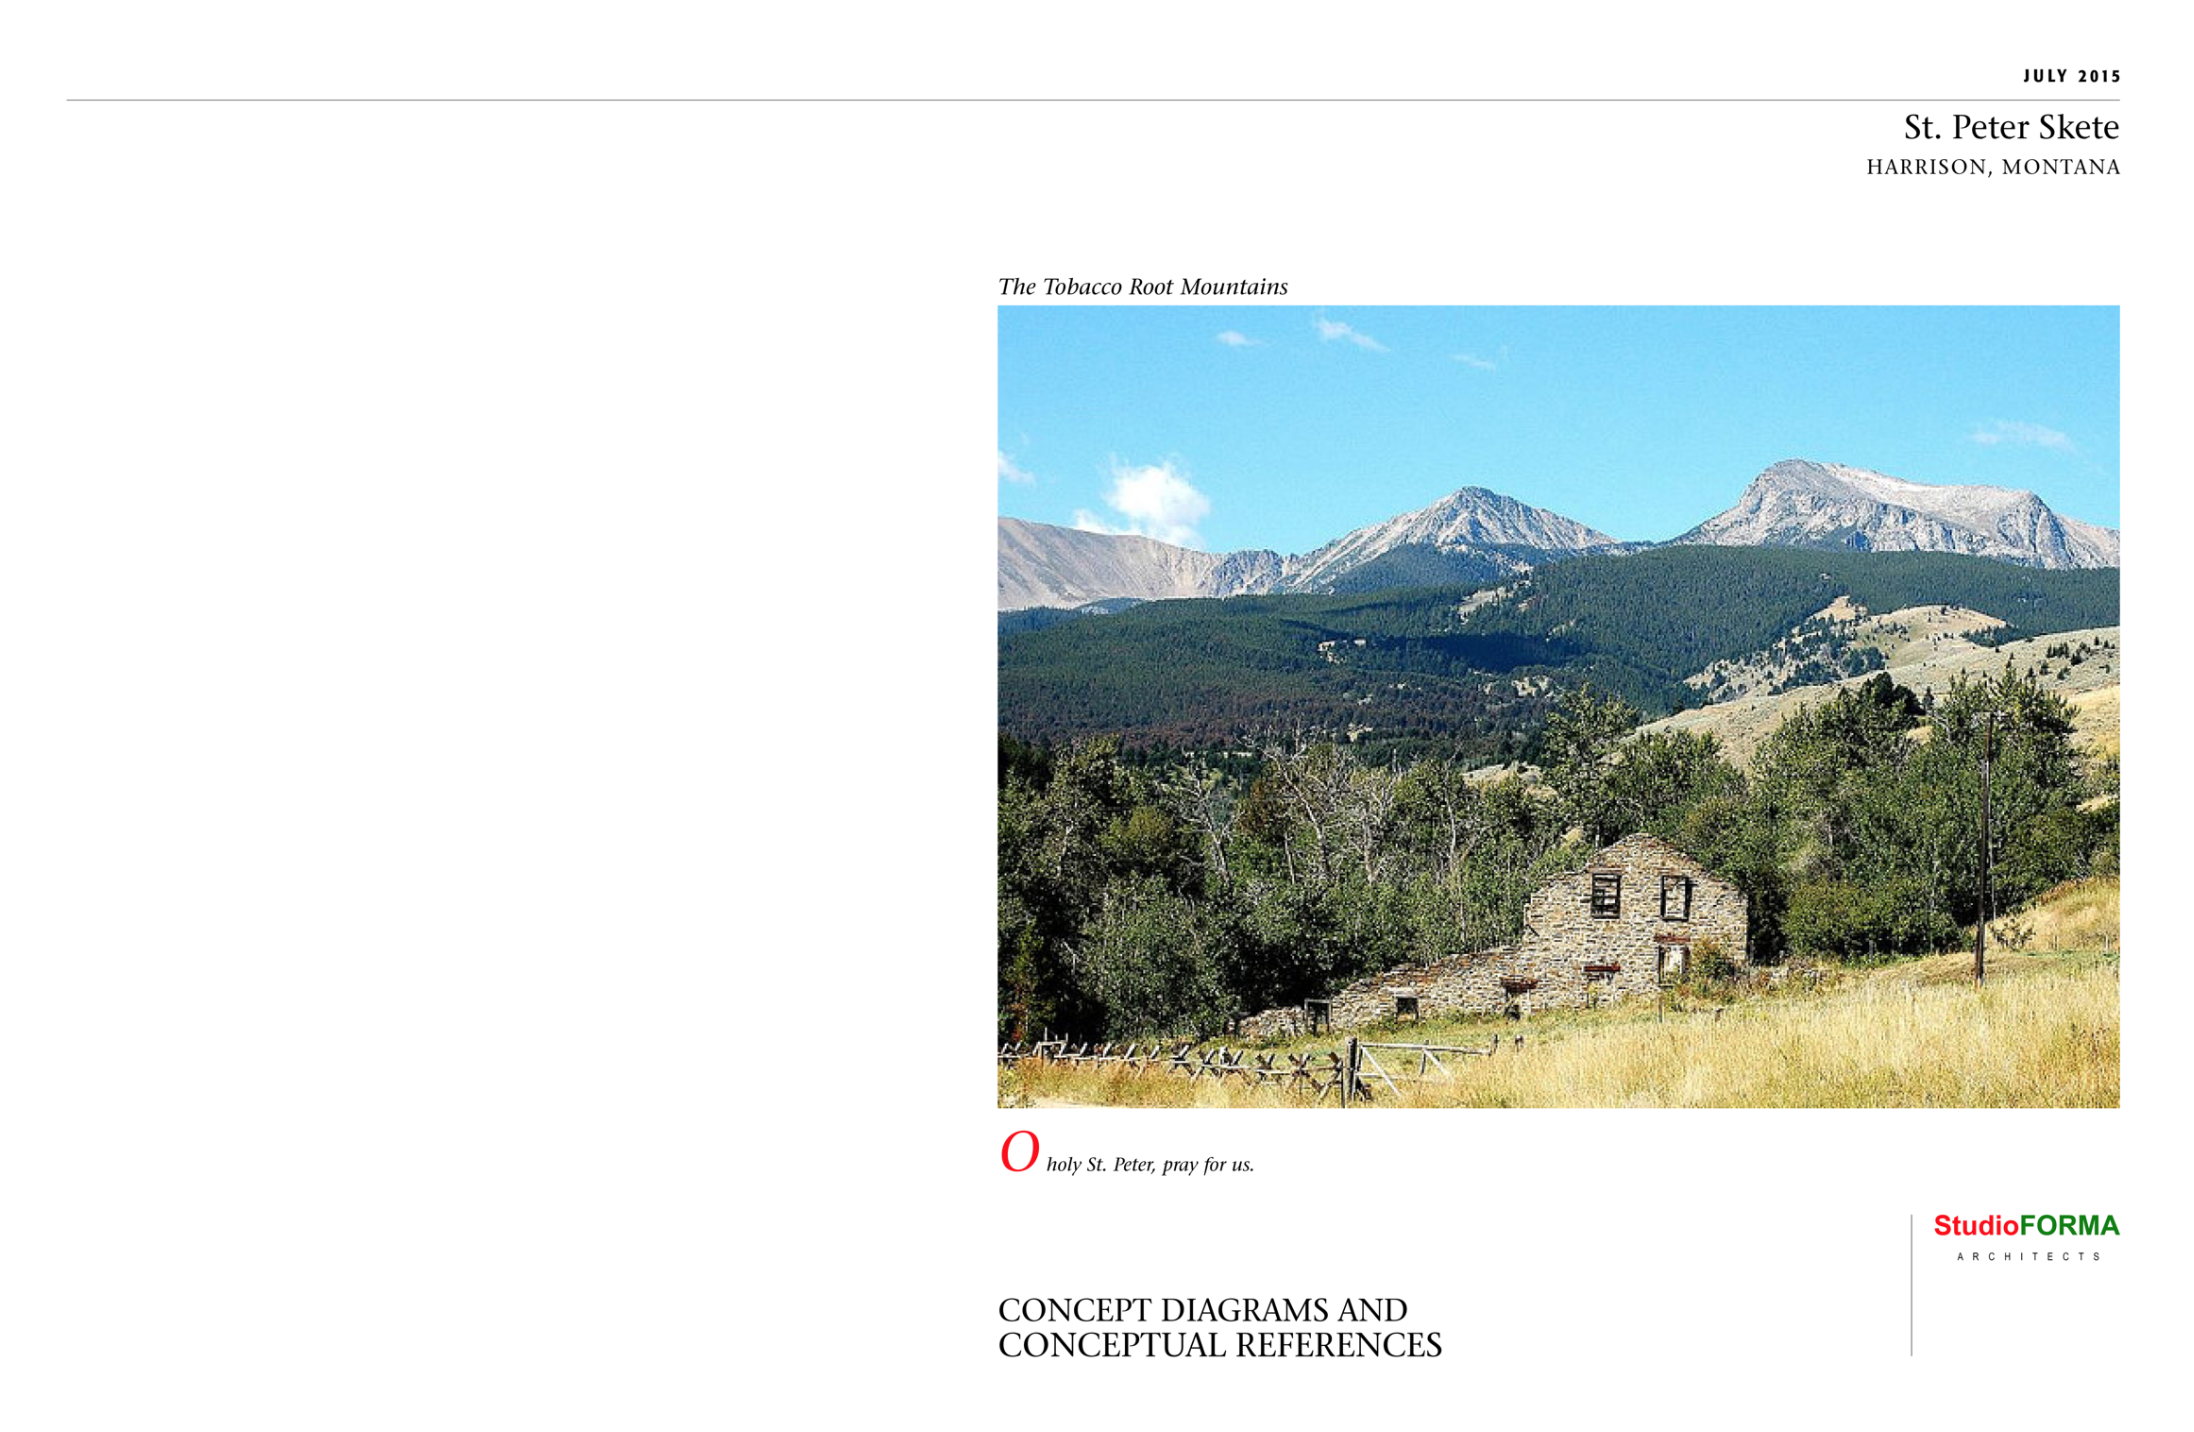 JULY 2015
St. Peter Skete
HARRISON, MONTANA
The Tobacco Root Mountains
O holy St. Peter, pray for us.
StudioFORMA
ARCHITECTS
CONCEPT DIAGRAMS AND
CONCEPTUAL REFERENCES